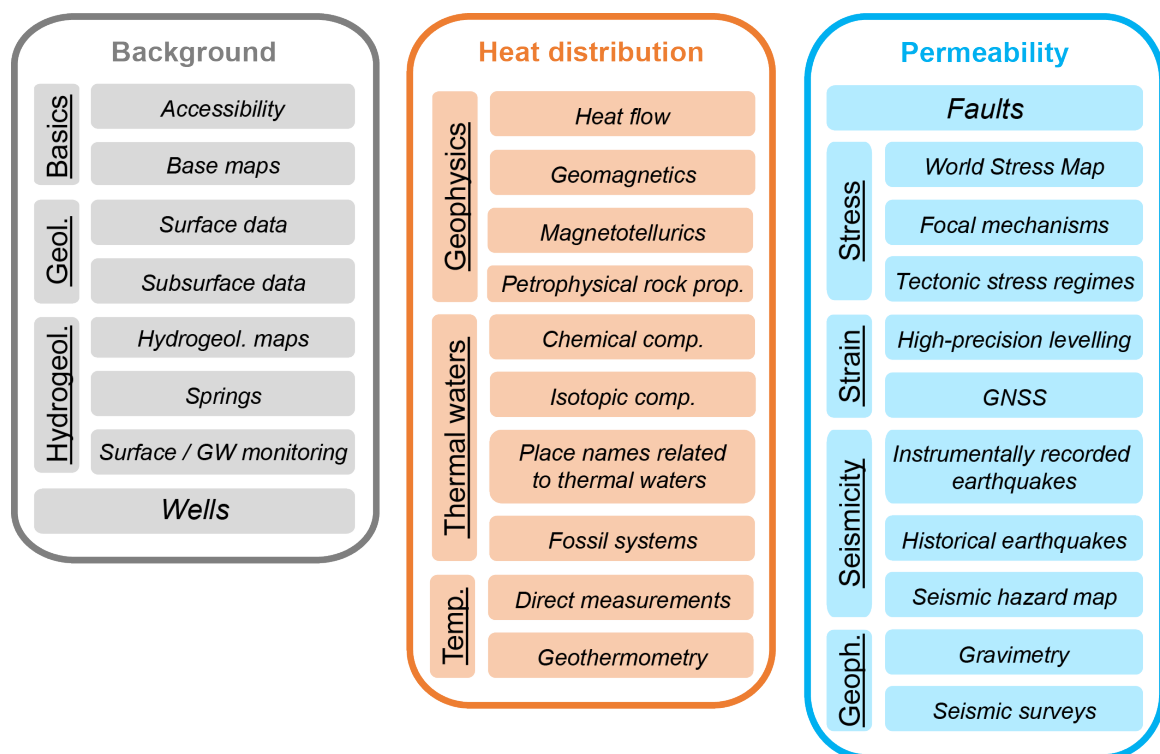 Background
Basics
Accessibility
Base maps
Geol.
Surface data
Subsurface data
Hydrogeol.
Hydrogeol. maps
Springs
Surface / GW monitoring
Wells
Heat distribution
Geophysics
Heat flow
Geomagnetics
Magnetotellurics
Petrophysical rock prop.
Thermal waters
Chemical comp.
Isotopic comp.
Place names related
to thermal waters
Fossil systems
Temp.
Direct measurements
Geothermometry
Permeability
Faults
Stress
World Stress Map
Focal mechanisms
Tectonic stress regimes
Strain
High-precision levelling
GNSS
Seismicity
Instrumentally recorded
earthquakes
Historical earthquakes
Seismic hazard map
Geoph.
Gravimetry
Seismic surveys